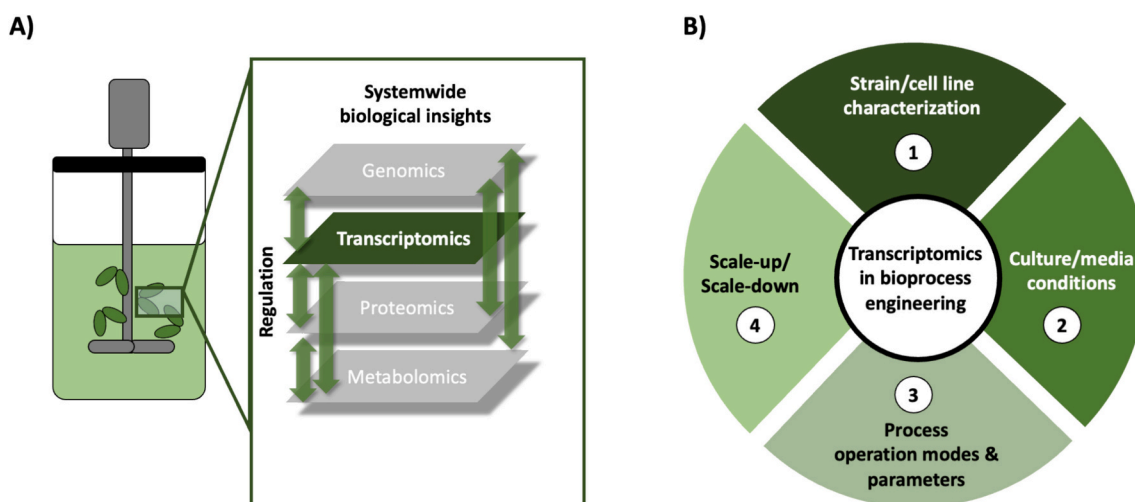 A)
Systemwide
biological insights
Genomics
Transcriptomics
Proteomics
Metabolomics
Regulation
B)
Strain/cell line
characterization
1
Culture/media
conditions
2
3
Process
operation modes &
parameters
Scale-up/
Scale-down
4
Transcriptomics
in bioprocess
engineering